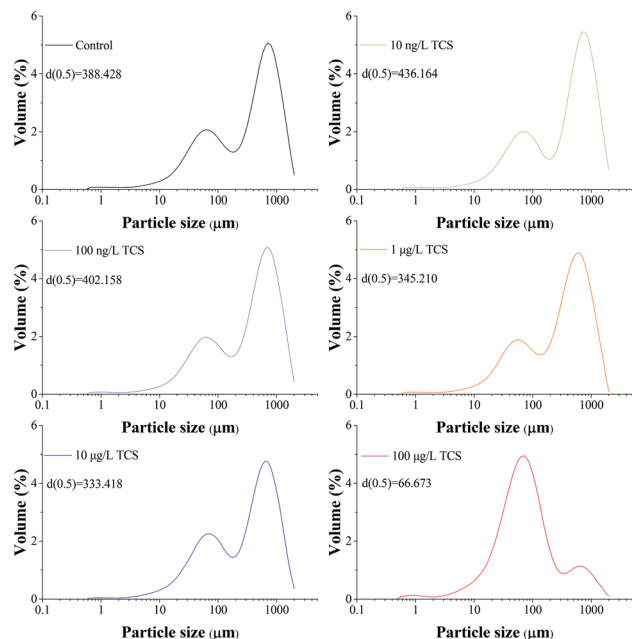 6
4
2
0
Volume (%)
Control
d(0.5)=388.428
0.1 1 10 100 1000
Particle size (μm)
6
4
2
0
Volume (%)
10 ng/L TCS
d(0.5)=436.164
0.1 1 10 100 1000
Particle size (μm)
6
4
2
0
Volume (%)
100 ng/L TCS
d(0.5)=402.158
0.1 1 10 100 1000
Particle size (μm)
6
4
2
0
Volume (%)
1 μg/L TCS
d(0.5)=345.210
0.1 1 10 100 1000
Particle size (μm)
6
4
2
0
Volume (%)
10 μg/L TCS
d(0.5)=333.418
0.1 1 10 100 1000
Particle size (μm)
6
4
2
0
Volume (%)
100 μg/L TCS
d(0.5)=66.673
0.1 1 10 100 1000
Particle size (μm)